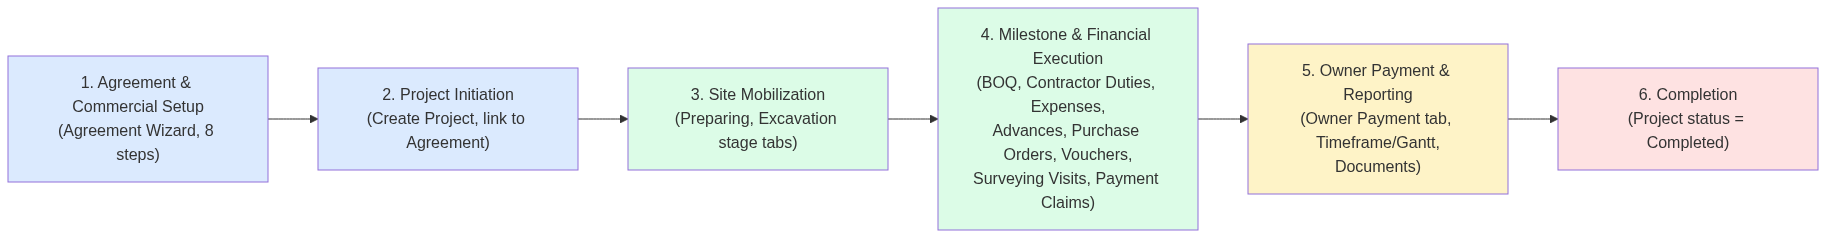 1. Agreement &
Commercial Setup
(Agreement Wizard, 8
steps)
2. Project Initiation
(Create Project, link to
Agreement)
3. Site Mobilization
(Preparing, Excavation
stage tabs)
4. Milestone & Financial
Execution
(BOQ, Contractor Duties,
Expenses,
Advances, Purchase
Orders, Vouchers,
Surveying Visits, Payment
Claims)
5. Owner Payment &
Reporting
(Owner Payment tab,
Timeframe/Gantt,
Documents)
6. Completion
(Project status =
Completed)